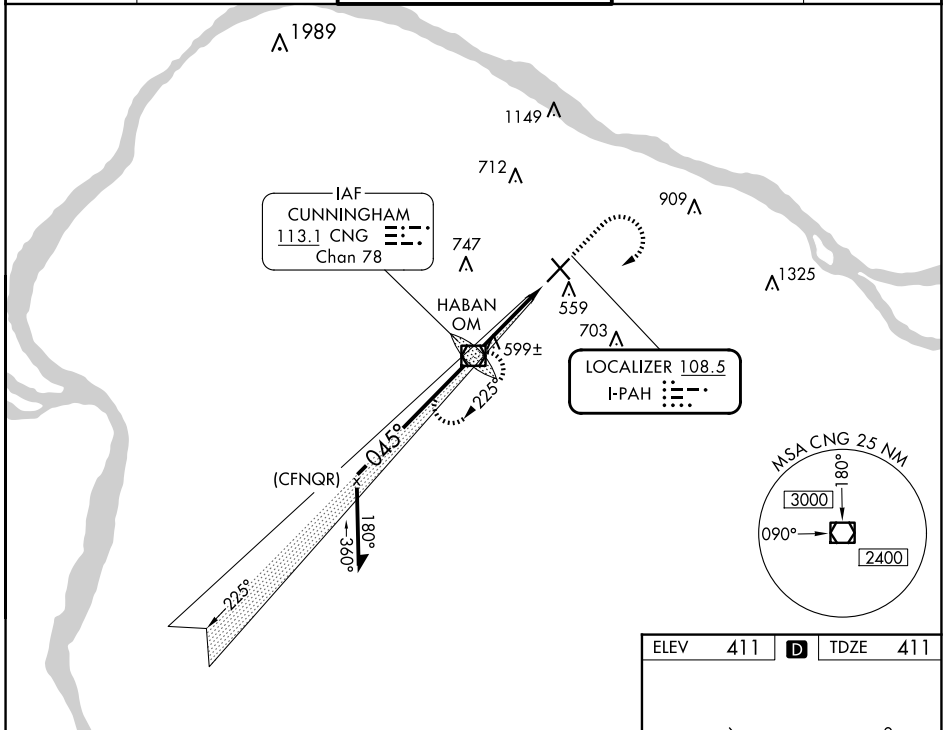 1989
1149
712
909
IAF
CUNNINGHAM
113.1 CNG
Chan 78
747
1325
HABAN
OM
559
599±
703
LOCALIZER 108.5
I-PAH
225°
045°
(CFNQR)
180°
360°
225°
MSA CNG 25 NM
180°
3000
090°
2400
ELEV 411 D TDZE 411